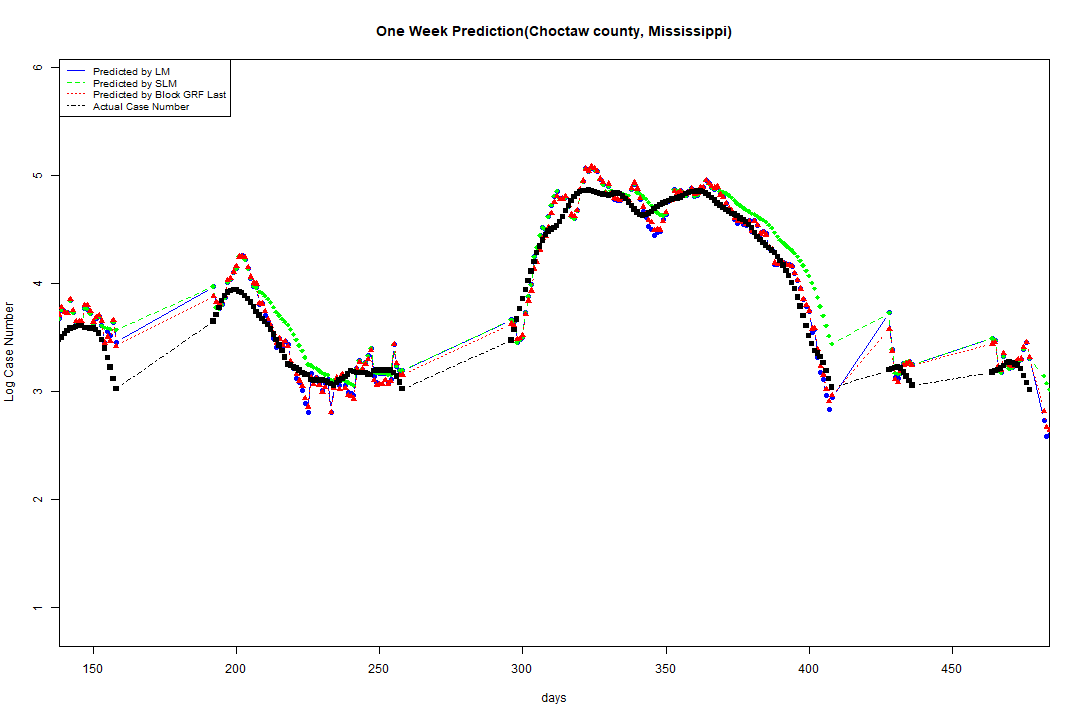 One Week Prediction(Choctaw county, Mississippi)
Predicted by LM
Predicted by SLM
Predicted by Block GRF Last
Actual Case Number
6
5
4
3
2
1
Log Case Number
150 200 250 300 350 400 450
days